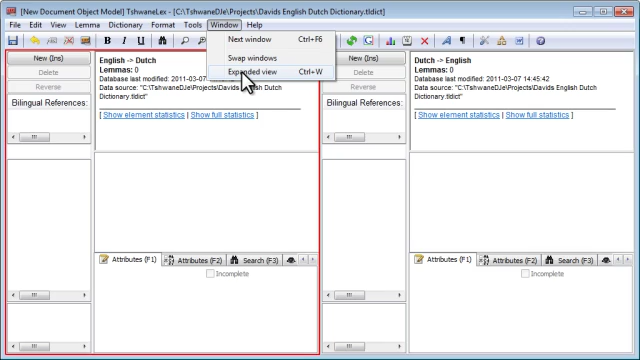 [New Document Object Model] TshwaneLex - [C:\TshwaneDJe\Projects\Davids English Dutch Dictionary.tldict]
File Edit View Lemma Dictionary Format Tools Window Help
B I U
Next window Ctrl+F6
Swap windows
Expanded view Ctrl+W
New (Ins)
Delete
Reverse
Bilingual References:
English -> Dutch
Lemmas: 0
Database last modified: 2011-03-07
Data source: "C:\TshwaneDJe\Projects\Davids English Dutch
Dictionary.tldict"
[ Show element statistics | Show full statistics ]
Attributes (F1) Attributes (F2) Search (F3)
Incomplete
New (Ins)
Delete
Reverse
Bilingual References:
Dutch -> English
Lemmas: 0
Database last modified: 2011-03-07 14:45:42
Data source: "C:\TshwaneDJe\Projects\Davids English Dutch
Dictionary.tldict"
[ Show element statistics | Show full statistics ]
Attributes (F1) Attributes (F2) Search (F3)
Incomplete